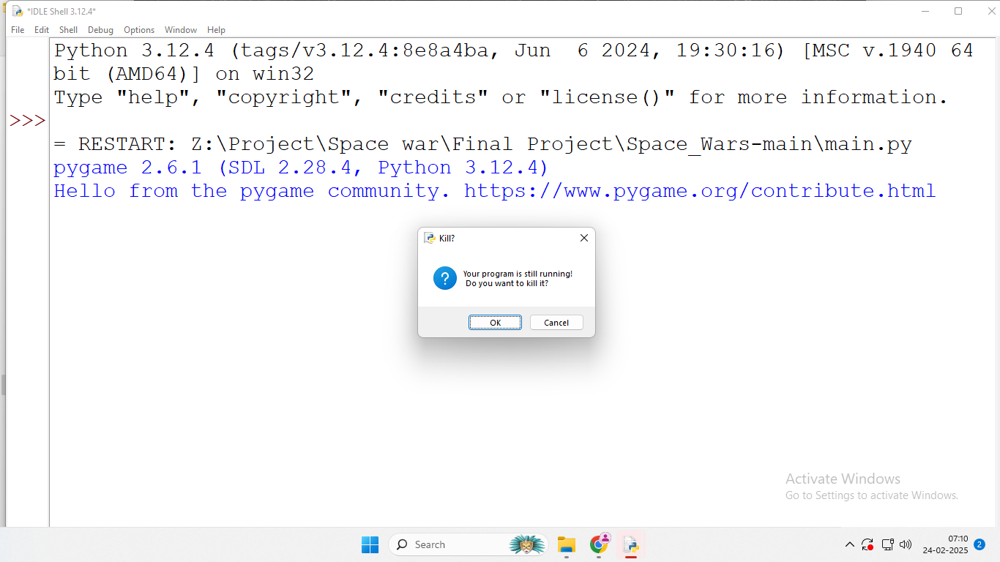 *IDLE Shell 3.12.4*
File Edit Shell Debug Options Window Help
Python 3.12.4 (tags/v3.12.4:8e8a4ba, Jun  6 2024, 19:30:16) [MSC v.1940 64
bit (AMD64)] on win32
Type "help", "copyright", "credits" or "license()" for more information.
>>>
= RESTART: Z:\Project\Space war\Final Project\Space_Wars-main\main.py
pygame 2.6.1 (SDL 2.28.4, Python 3.12.4)
Hello from the pygame community. https://www.pygame.org/contribute.html
Kill?
Your program is still running!
Do you want to kill it?
OK Cancel
Activate Windows
Go to Settings to activate Windows.
Search
07:10
24-02-2025
2